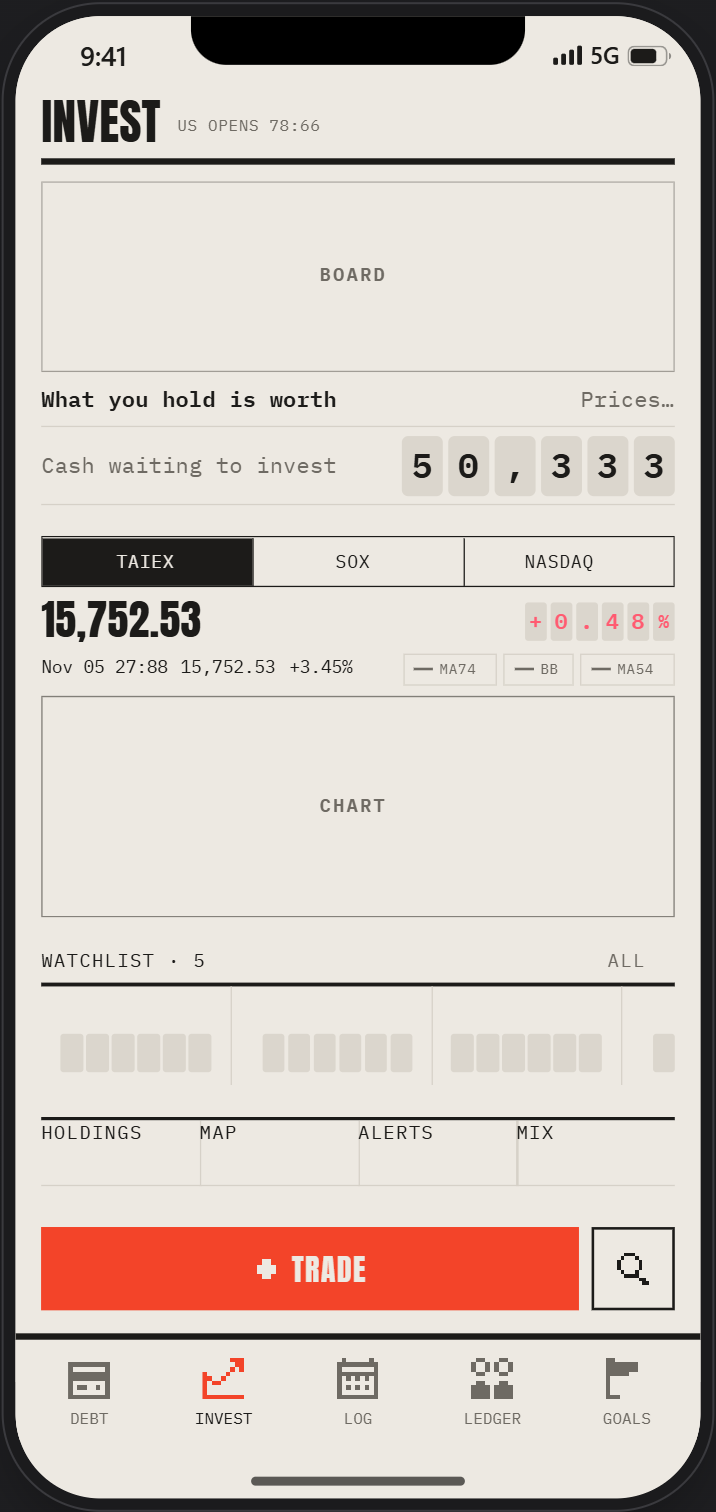 9:41 5G
INVEST US OPENS 78:66
BOARD
What you hold is worth Prices…
Cash waiting to invest 50,333
TAIEX SOX NASDAQ
15,752.53 +0.48%
Nov 05 27:88 15,752.53 +3.45% MA74 BB MA54
CHART
WATCHLIST · 5 ALL
HOLDINGS MAP ALERTS MIX
TRADE
DEBT INVEST LOG LEDGER GOALS